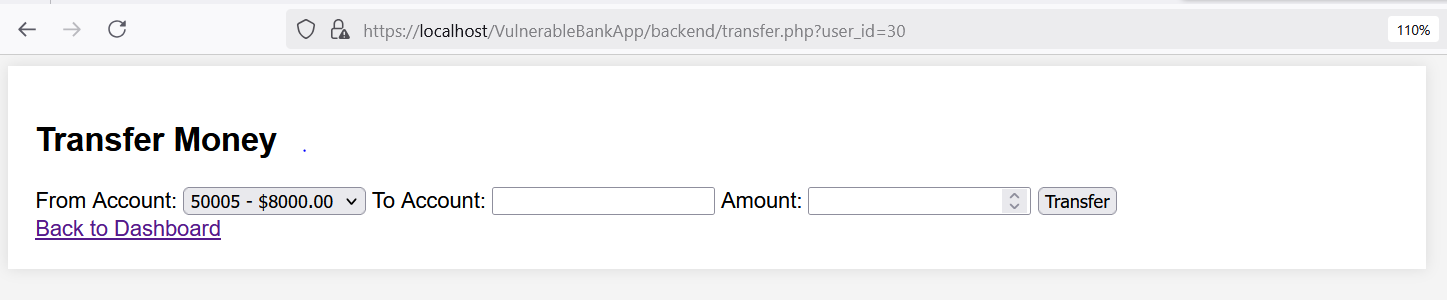 https://localhost/VulnerableBankApp/backend/transfer.php?user_id=30 110%
Transfer Money .
From Account: 50005 - $8000.00 To Account: Amount: Transfer
Back to Dashboard